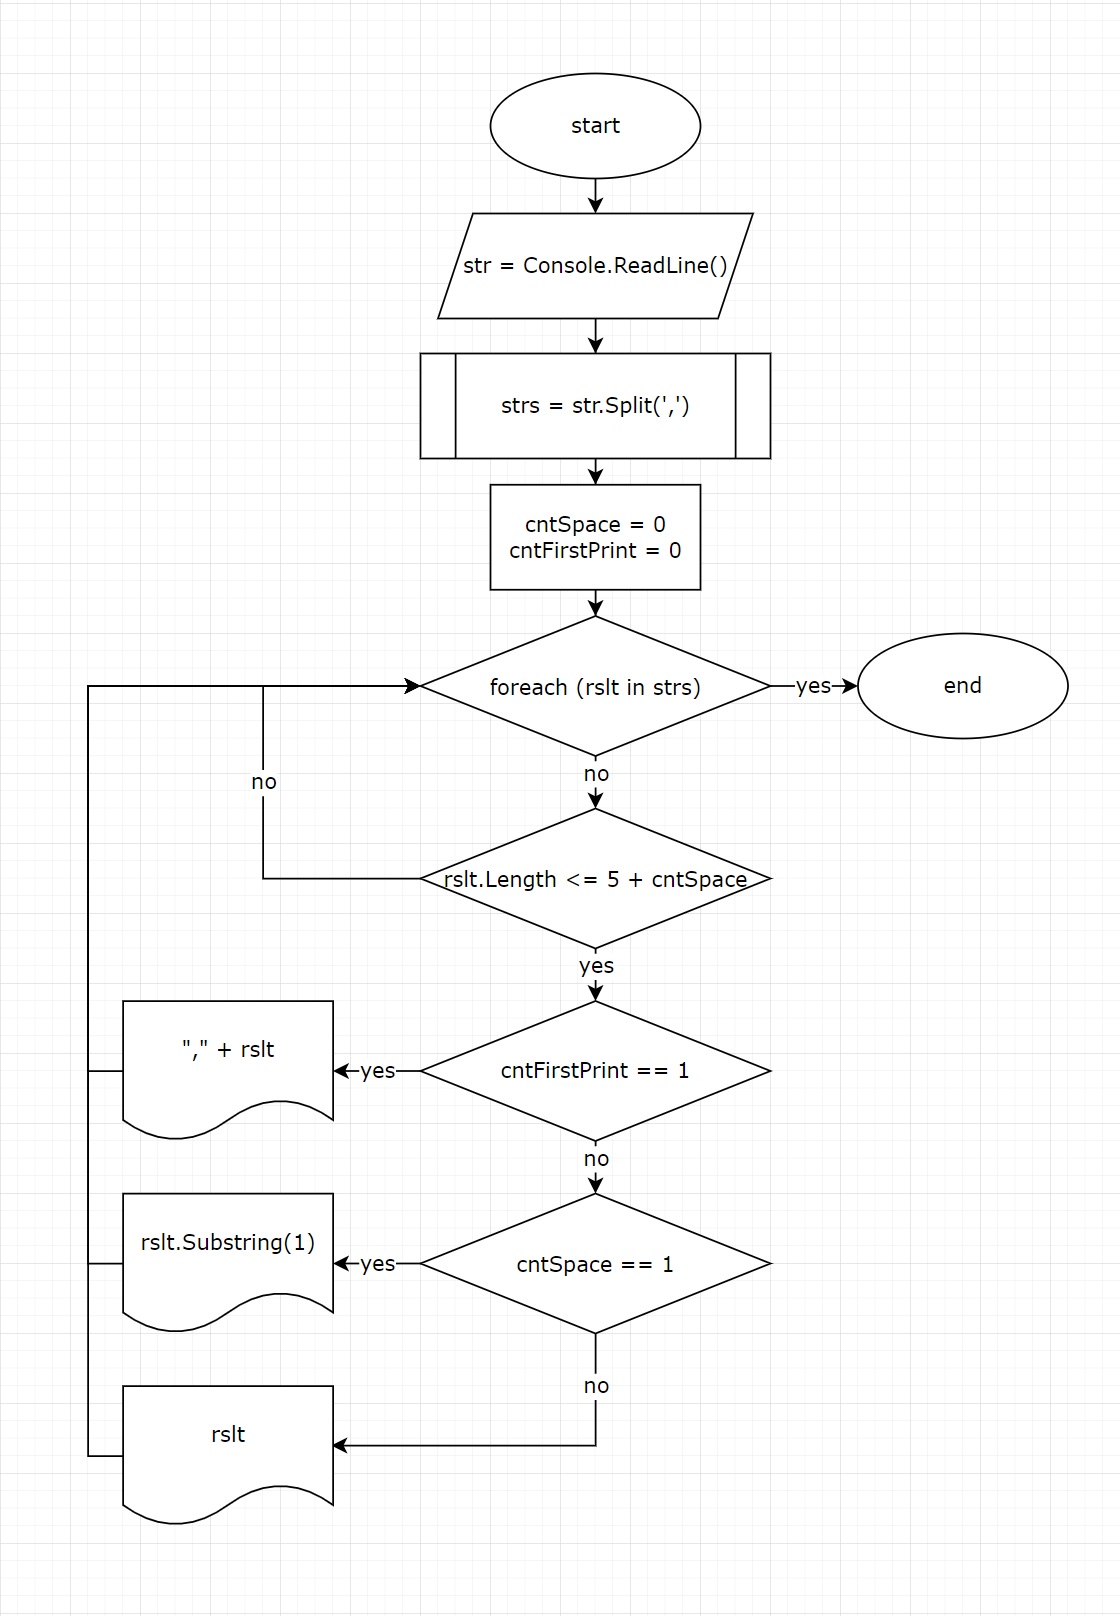 start
str = Console.ReadLine()
strs = str.Split(',')
cntSpace = 0
cntFirstPrint = 0
foreach (rslt in strs)
yes
end
no
no
rslt.Length <= 5 + cntSpace
yes
"," + rslt
yes
cntFirstPrint == 1
no
rslt.Substring(1)
yes
cntSpace == 1
no
rslt